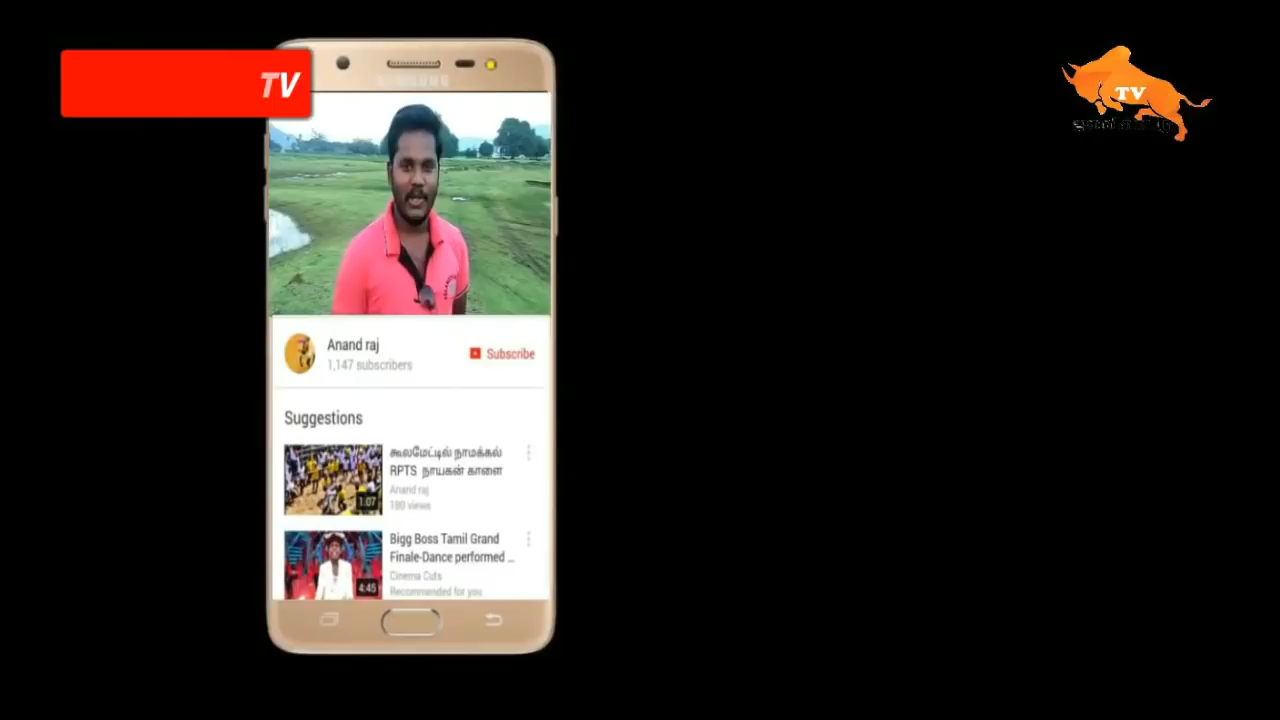 TV
TV
SAMSUNG
Anand raj
1,147 subscribers
Subscribe
Suggestions
கூலமேட்டில் நாமக்கல்
RPTS நாயகன் காளை
Anand raj
180 views
1:07
Bigg Boss Tamil Grand
Finale-Dance performed ...
Cinema Cuts
Recommended for you
4:45